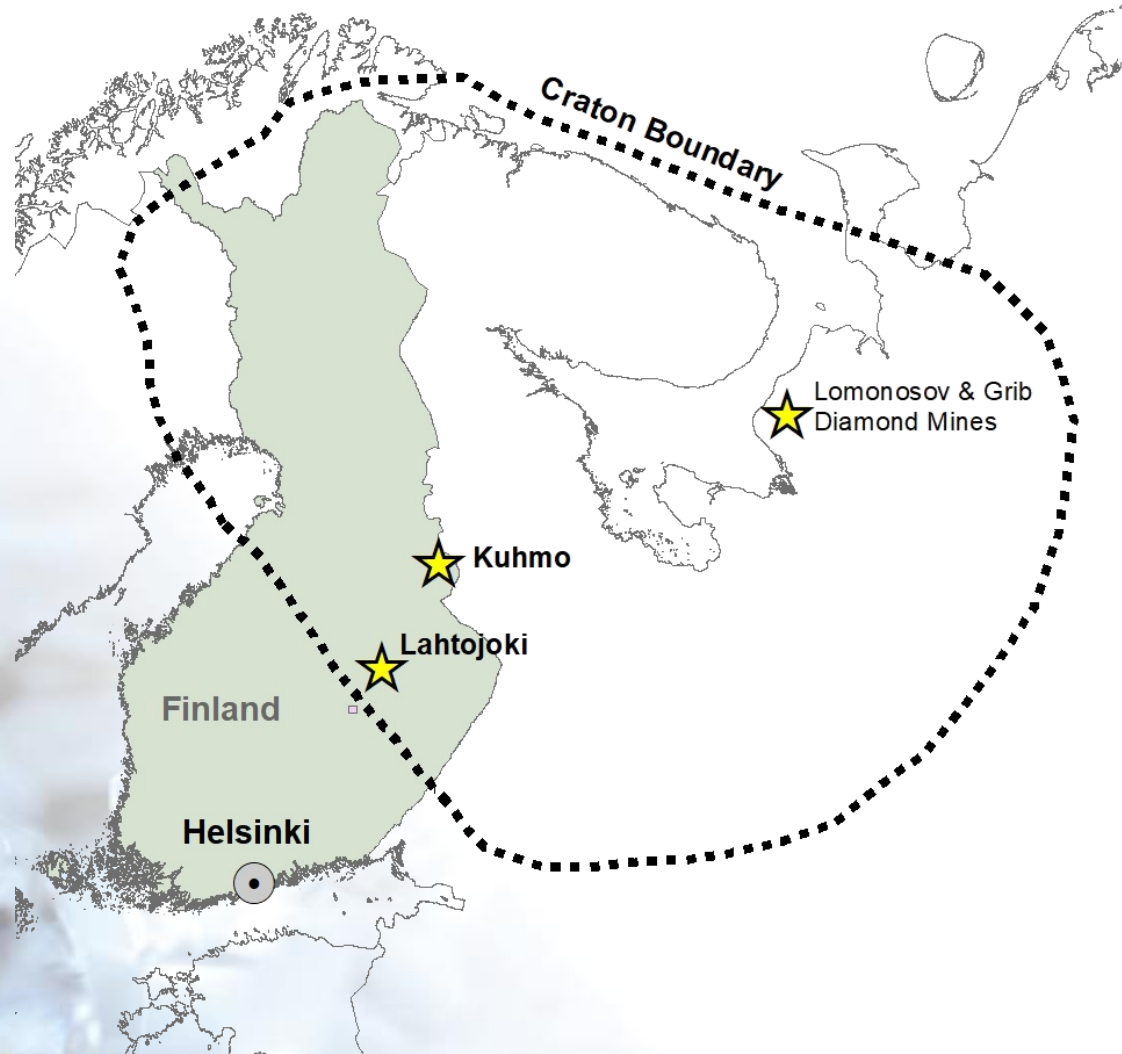 Craton Boundary
Lomonosov & Grib
Diamond Mines
Kuhmo
Lahtojoki
Finland
Helsinki